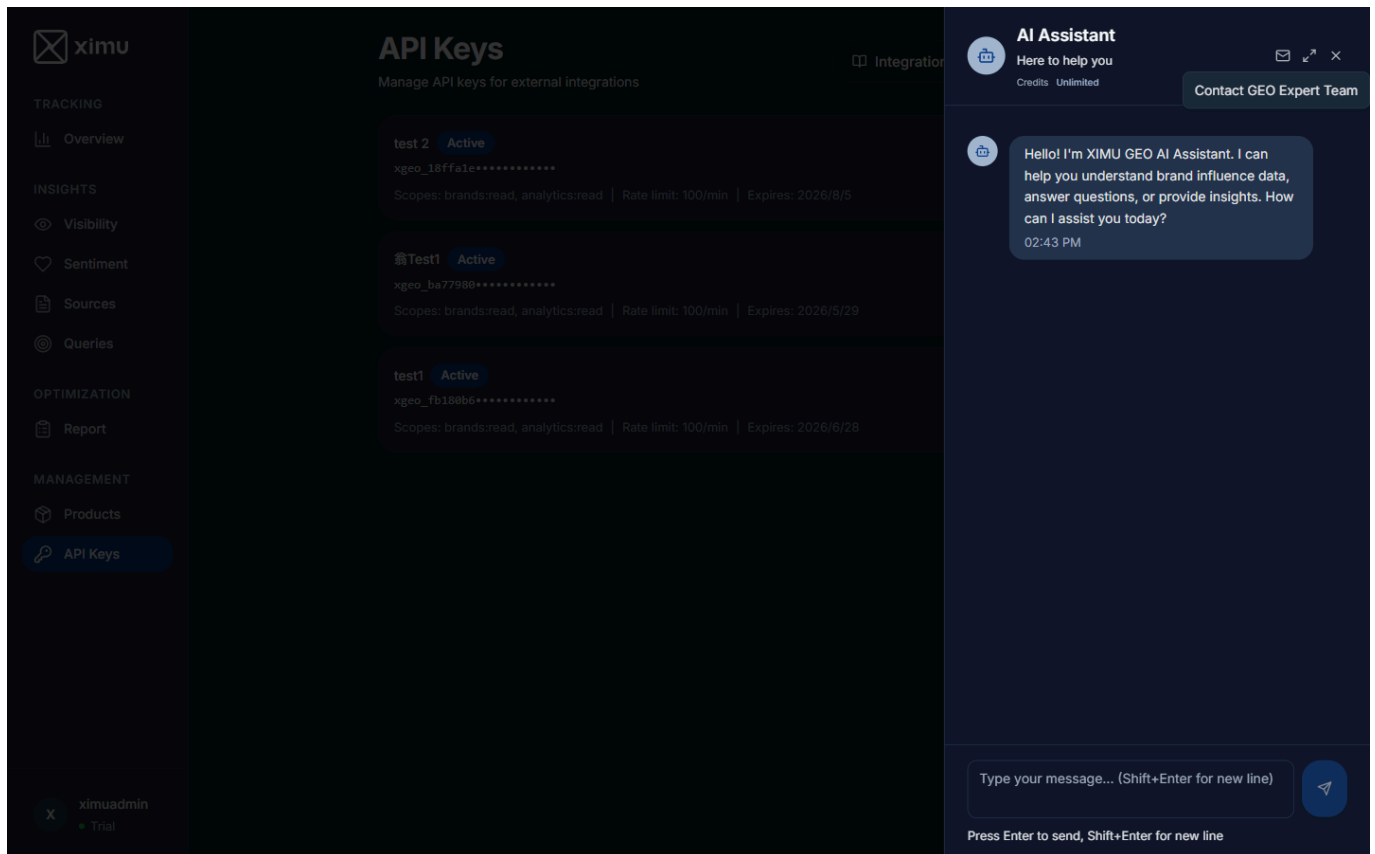 ximu
TRACKING
Overview
INSIGHTS
Visibility
Sentiment
Sources
Queries
OPTIMIZATION
Report
MANAGEMENT
Products
API Keys
X
ximuadmin
Trial
API Keys
Manage API keys for external integrations
Integration
test 2 Active
xgeo_18ffa1e••••••••••••
Scopes: brands:read, analytics:read | Rate limit: 100/min | Expires: 2026/8/5
翁Test1 Active
xgeo_ba77980••••••••••••
Scopes: brands:read, analytics:read | Rate limit: 100/min | Expires: 2026/5/29
test1 Active
xgeo_fb180b6••••••••••••
Scopes: brands:read, analytics:read | Rate limit: 100/min | Expires: 2026/6/28
AI Assistant
Here to help you
Credits Unlimited
Contact GEO Expert Team
Hello! I'm XIMU GEO AI Assistant. I can
help you understand brand influence data,
answer questions, or provide insights. How
can I assist you today?
02:43 PM
Type your message... (Shift+Enter for new line)
Press Enter to send, Shift+Enter for new line